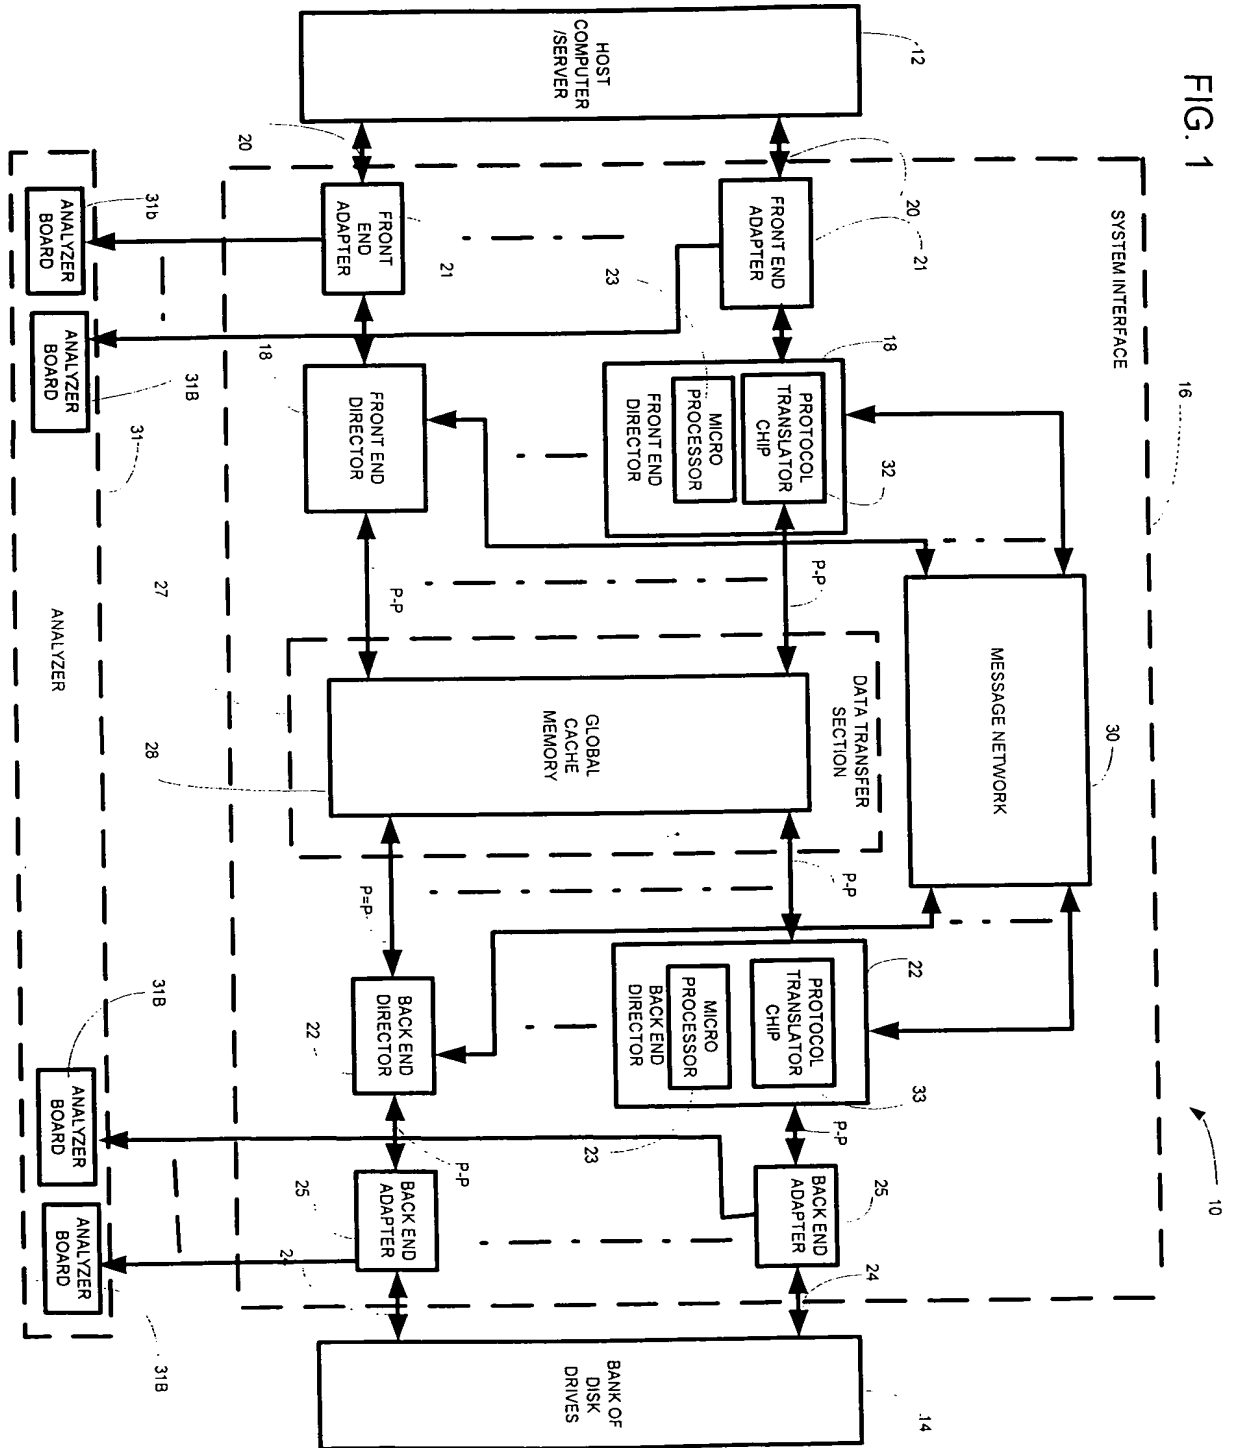 FIG. 1
10
16
SYSTEM INTERFACE
12
HOST
COMPUTER
/SERVER
20
21
FRONT END
ADAPTER
18
PROTOCOL
TRANSLATOR
CHIP
32
MICRO
PROCESSOR
23
FRONT END
DIRECTOR
P-P
MESSAGE NETWORK
30
DATA TRANSFER
SECTION
GLOBAL
CACHE
MEMORY
P-P
22
PROTOCOL
TRANSLATOR
CHIP
33
MICRO
PROCESSOR
23
BACK END
DIRECTOR
P-P
25
BACK END
ADAPTER
24
14
BANK OF
DISK
DRIVES
20
21
FRONT
END
ADAPTER
18
FRONT END
DIRECTOR
P-P
27
28
P=P
BACK END
DIRECTOR
22
P-P
BACK END
ADAPTER
25
31b
ANALYZER
BOARD
31B
ANALYZER
BOARD
31
ANALYZER
31B
ANALYZER
BOARD
31B
ANALYZER
BOARD